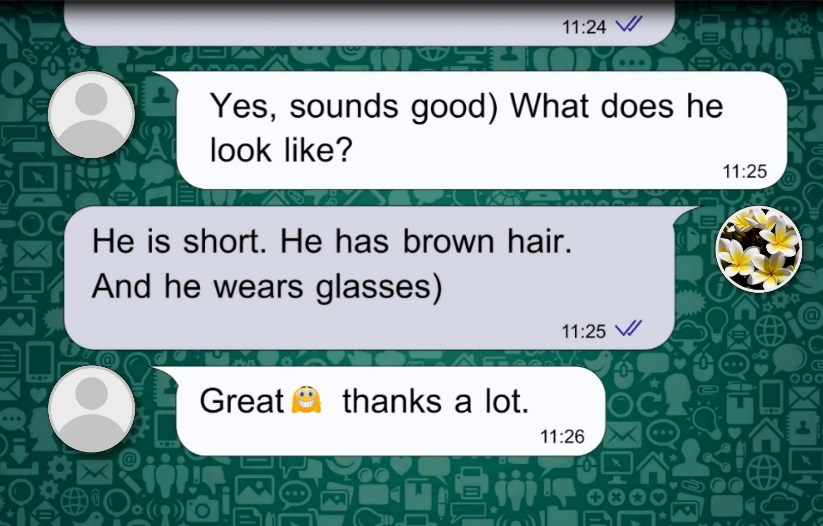 11:24
Yes, sounds good) What does he
look like?
11:25
He is short. He has brown hair.
And he wears glasses)
11:25
Great🤗 thanks a lot.
11:26